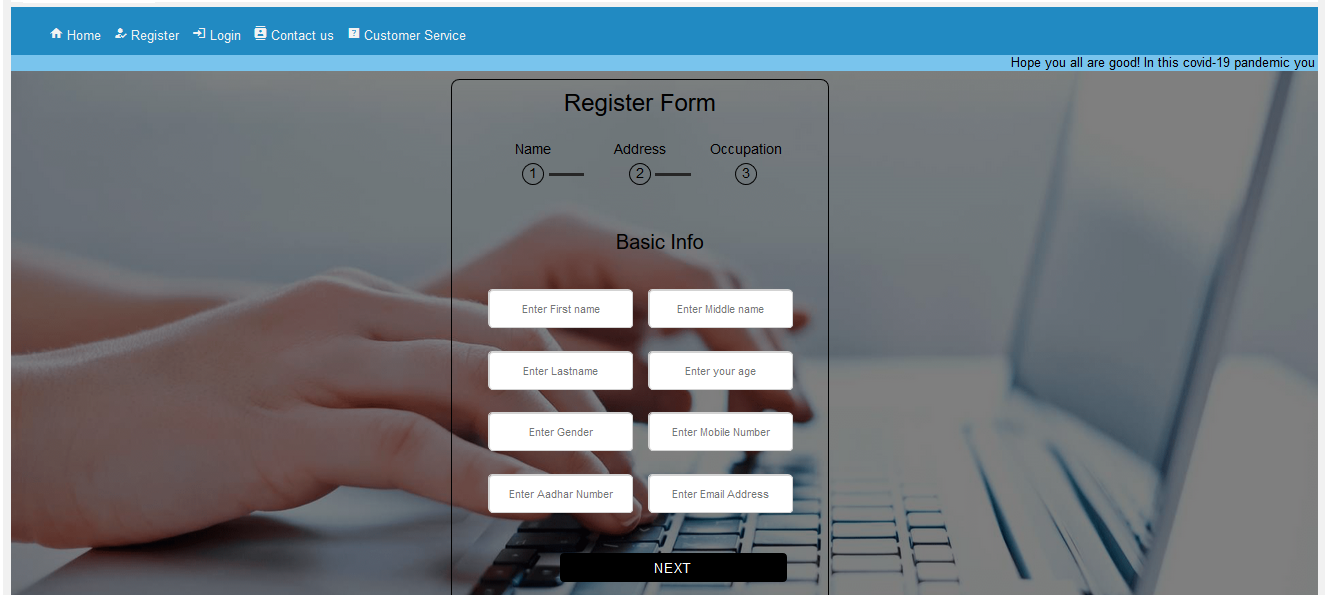 Home Register Login Contact us Customer Service
Hope you all are good! In this covid-19 pandemic you
Register Form
Name Address Occupation
1 2 3
Basic Info
Enter First name Enter Middle name
Enter Lastname Enter your age
Enter Gender Enter Mobile Number
Enter Aadhar Number Enter Email Address
NEXT